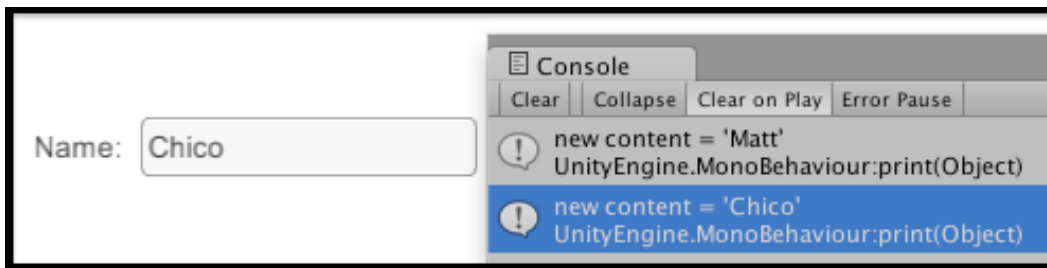 Name: Chico
Console
Clear Collapse Clear on Play Error Pause
new content = 'Matt'
UnityEngine.MonoBehaviour:print(Object)
new content = 'Chico'
UnityEngine.MonoBehaviour:print(Object)